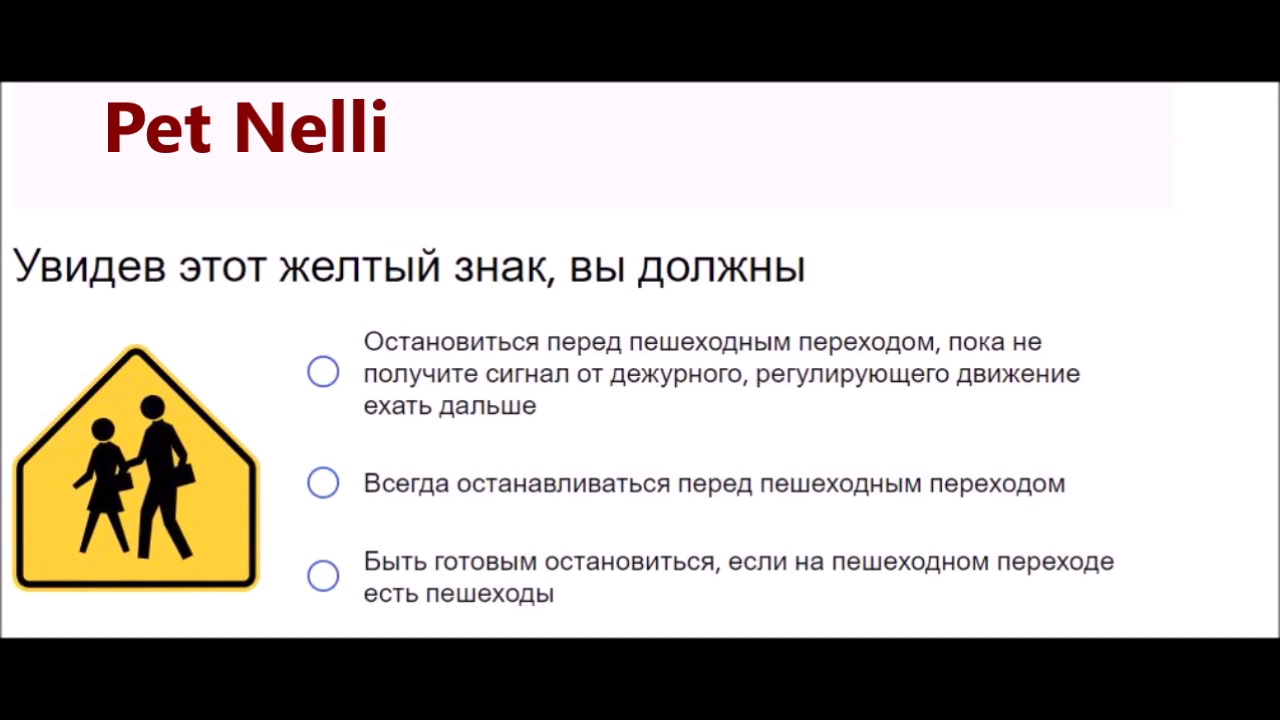 Pet Nelli
Увидев этот желтый знак, вы должны
Остановиться перед пешеходным переходом, пока не
получите сигнал от дежурного, регулирующего движение
ехать дальше
Всегда останавливаться перед пешеходным переходом
Быть готовым остановиться, если на пешеходном переходе
есть пешеходы